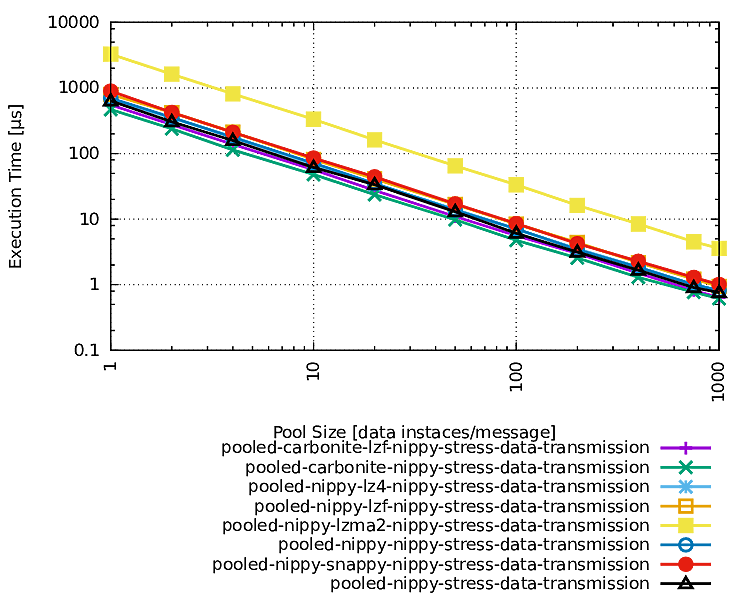 10000
1000
100
10
1
0.1
Execution Time [µs]
1
10
100
1000
Pool Size [data instaces/message]
pooled-carbonite-lzf-nippy-stress-data-transmission
pooled-carbonite-nippy-stress-data-transmission
pooled-nippy-lz4-nippy-stress-data-transmission
pooled-nippy-lzf-nippy-stress-data-transmission
pooled-nippy-lzma2-nippy-stress-data-transmission
pooled-nippy-nippy-stress-data-transmission
pooled-nippy-snappy-nippy-stress-data-transmission
pooled-nippy-stress-data-transmission